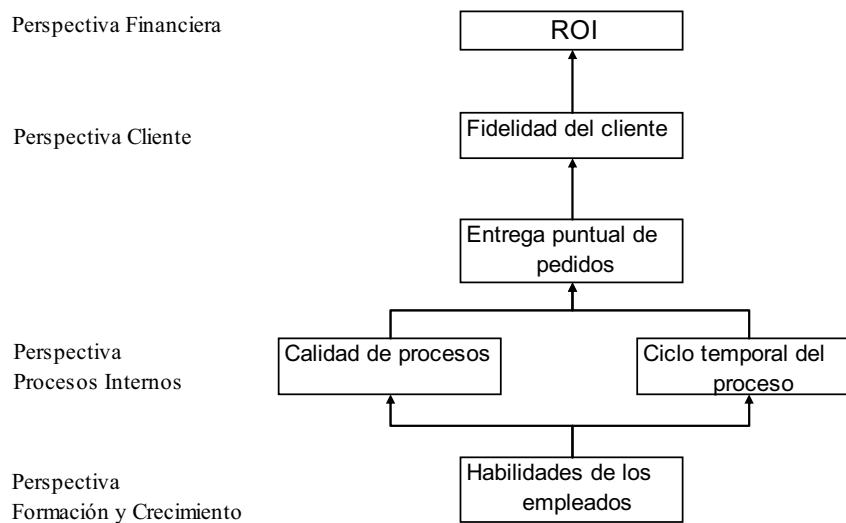 Perspectiva Financiera
ROI
Perspectiva Cliente
Fidelidad del cliente
Entrega puntual de
pedidos
Perspectiva
Procesos Internos
Calidad de procesos
Ciclo temporal del
proceso
Perspectiva
Formación y Crecimiento
Habilidades de los
empleados